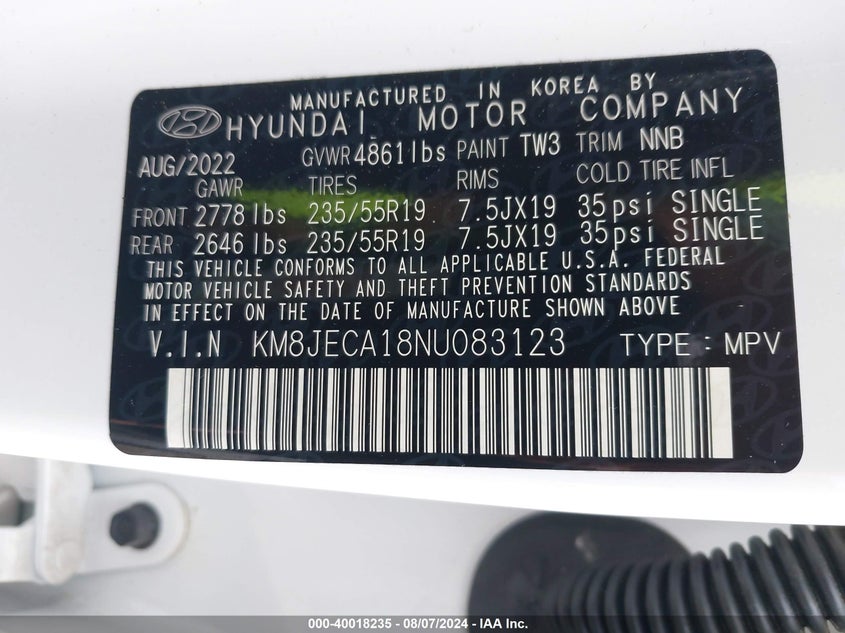 MANUFACTURED IN KOREA BY
HYUNDAI MOTOR COMPANY
AUG/2022 GVWR 4861lbs PAINT TW3 TRIM NNB
GAWR TIRES RIMS COLD TIRE INFL
FRONT 2778 lbs 235/55R19 7.5JX19 35psi SINGLE
REAR 2646 lbs 235/55R19 7.5JX19 35psi SINGLE
THIS VEHICLE CONFORMS TO ALL APPLICABLE U.S.A. FEDERAL
MOTOR VEHICLE SAFETY AND THEFT PREVENTION STANDARDS
IN EFFECT ON THE DATE OF MANUFACTURE SHOWN ABOVE
V.I.N KM8JECA18NU083123 TYPE : MPV
000-40018235 - 08/07/2024 - IAA Inc.